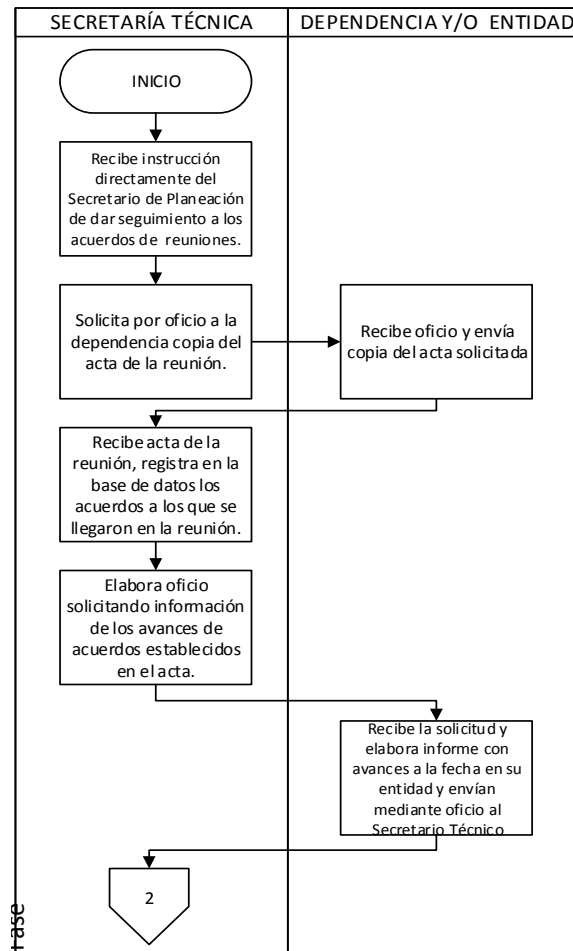 SECRETARÍA TÉCNICA
DEPENDENCIA Y/O ENTIDAD
INICIO
Recibe instrucción
directamente del
Secretario de Planeación
de dar seguimiento a los
acuerdos de reuniones.
Solicita por oficio a la
dependencia copia del
acta de la reunión.
Recibe oficio y envía
copia del acta solicitada
Recibe acta de la
reunión, registra en la
base de datos los
acuerdos a los que se
llegaron en la reunión.
Elabora oficio
solicitando información
de los avances de
acuerdos establecidos
en el acta.
Recibe la solicitud y
elabora informe con
avances a la fecha en su
entidad y envían
mediante oficio al
Secretario Técnico
2
Fase